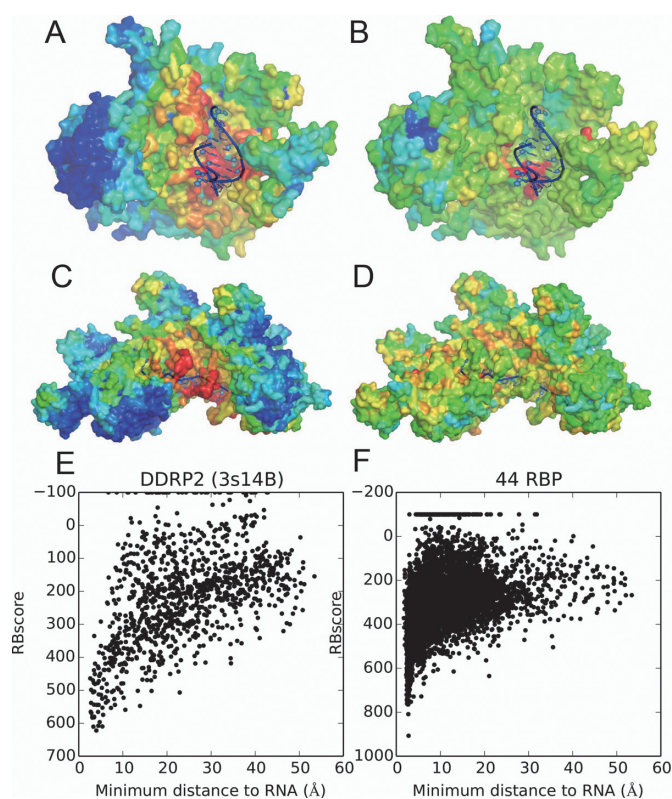 A
B
C
D
E
F
DDRP2 (3s14B)
44 RBP
−100
0
100
200
300
400
500
600
700
RBscore
0 10 20 30 40 50 60
Minimum distance to RNA (Å)
−200
0
200
400
600
800
1000
RBscore
0 10 20 30 40 50 60
Minimum distance to RNA (Å)